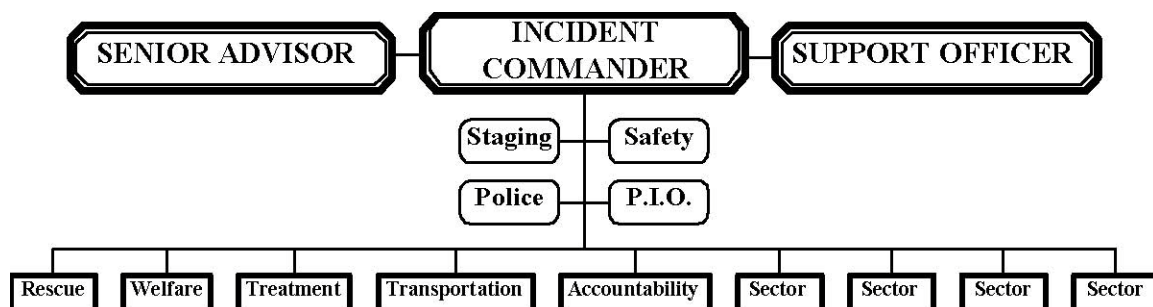 SENIOR ADVISOR
INCIDENT
COMMANDER
SUPPORT OFFICER
Staging
Safety
Police
P.I.O.
Rescue
Welfare
Treatment
Transportation
Accountability
Sector
Sector
Sector
Sector